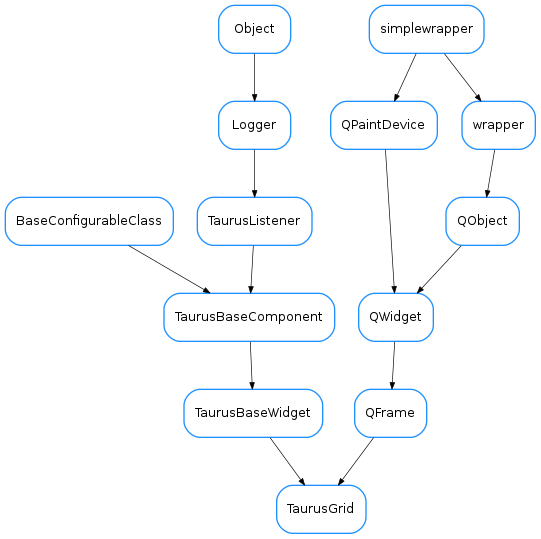 Object
simplewrapper
Logger
QPaintDevice
wrapper
BaseConfigurableClass
TaurusListener
QObject
TaurusBaseComponent
QWidget
TaurusBaseWidget
QFrame
TaurusGrid